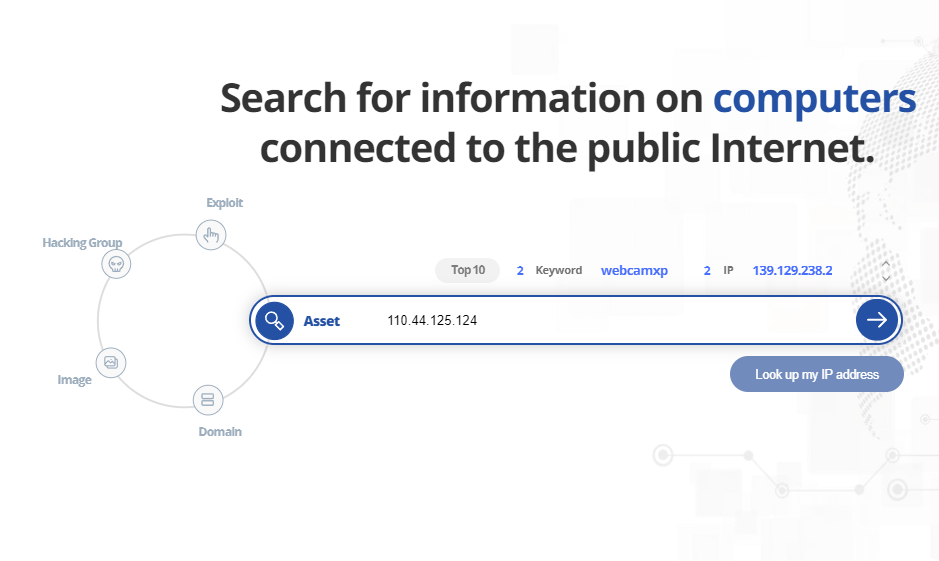 Search for information on computers
connected to the public Internet.
Exploit
Hacking Group
Top 10 2 Keyword webcamxp 2 IP 139.129.238.2
Asset 110.44.125.124
Image
Look up my IP address
Domain